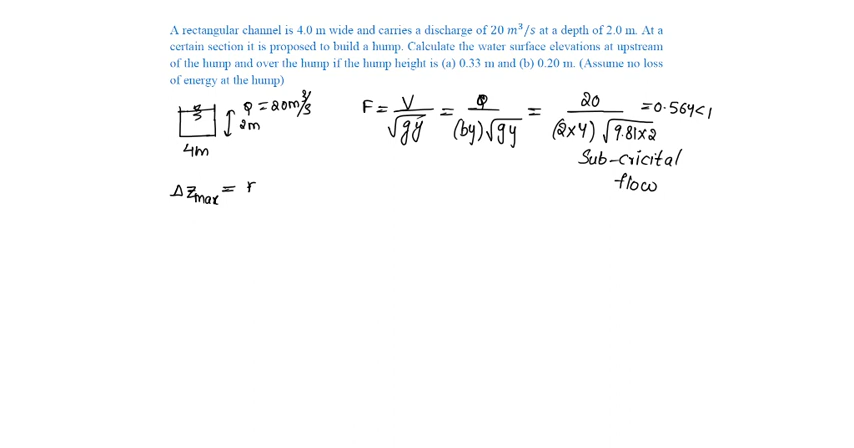 A rectangular channel is 4.0 m wide and carries a discharge of 20 m³/s at a depth of 2.0 m. At a
certain section it is proposed to build a hump. Calculate the water surface elevations at upstream
of the hump and over the hump if the hump height is (a) 0.33 m and (b) 0.20 m. (Assume no loss
of energy at the hump)
Q = 20m³/s
2m
4m
F = V/√gy = Q/(by)√gy = 20/(2×4)√9.81×2 = 0.564<1
Sub-cricital
flow
ΔZmax = r